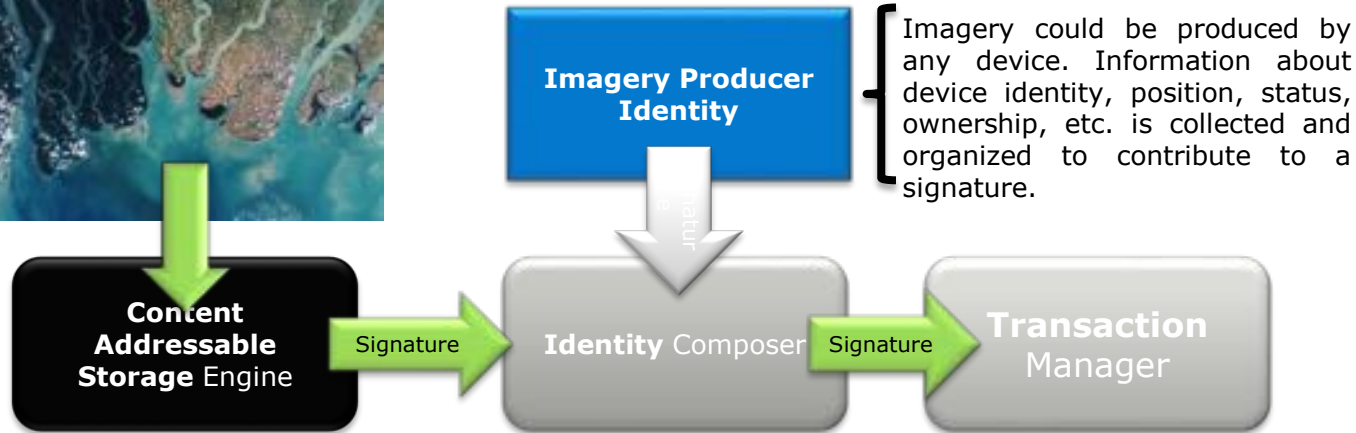 Imagery Producer
Identity
Imagery could be produced by
any device. Information about
device identity, position, status,
ownership, etc. is collected and
organized to contribute to a
signature.
natur
e
Content
Addressable
Storage Engine
Signature
Identity Composer
Signature
Transaction
Manager